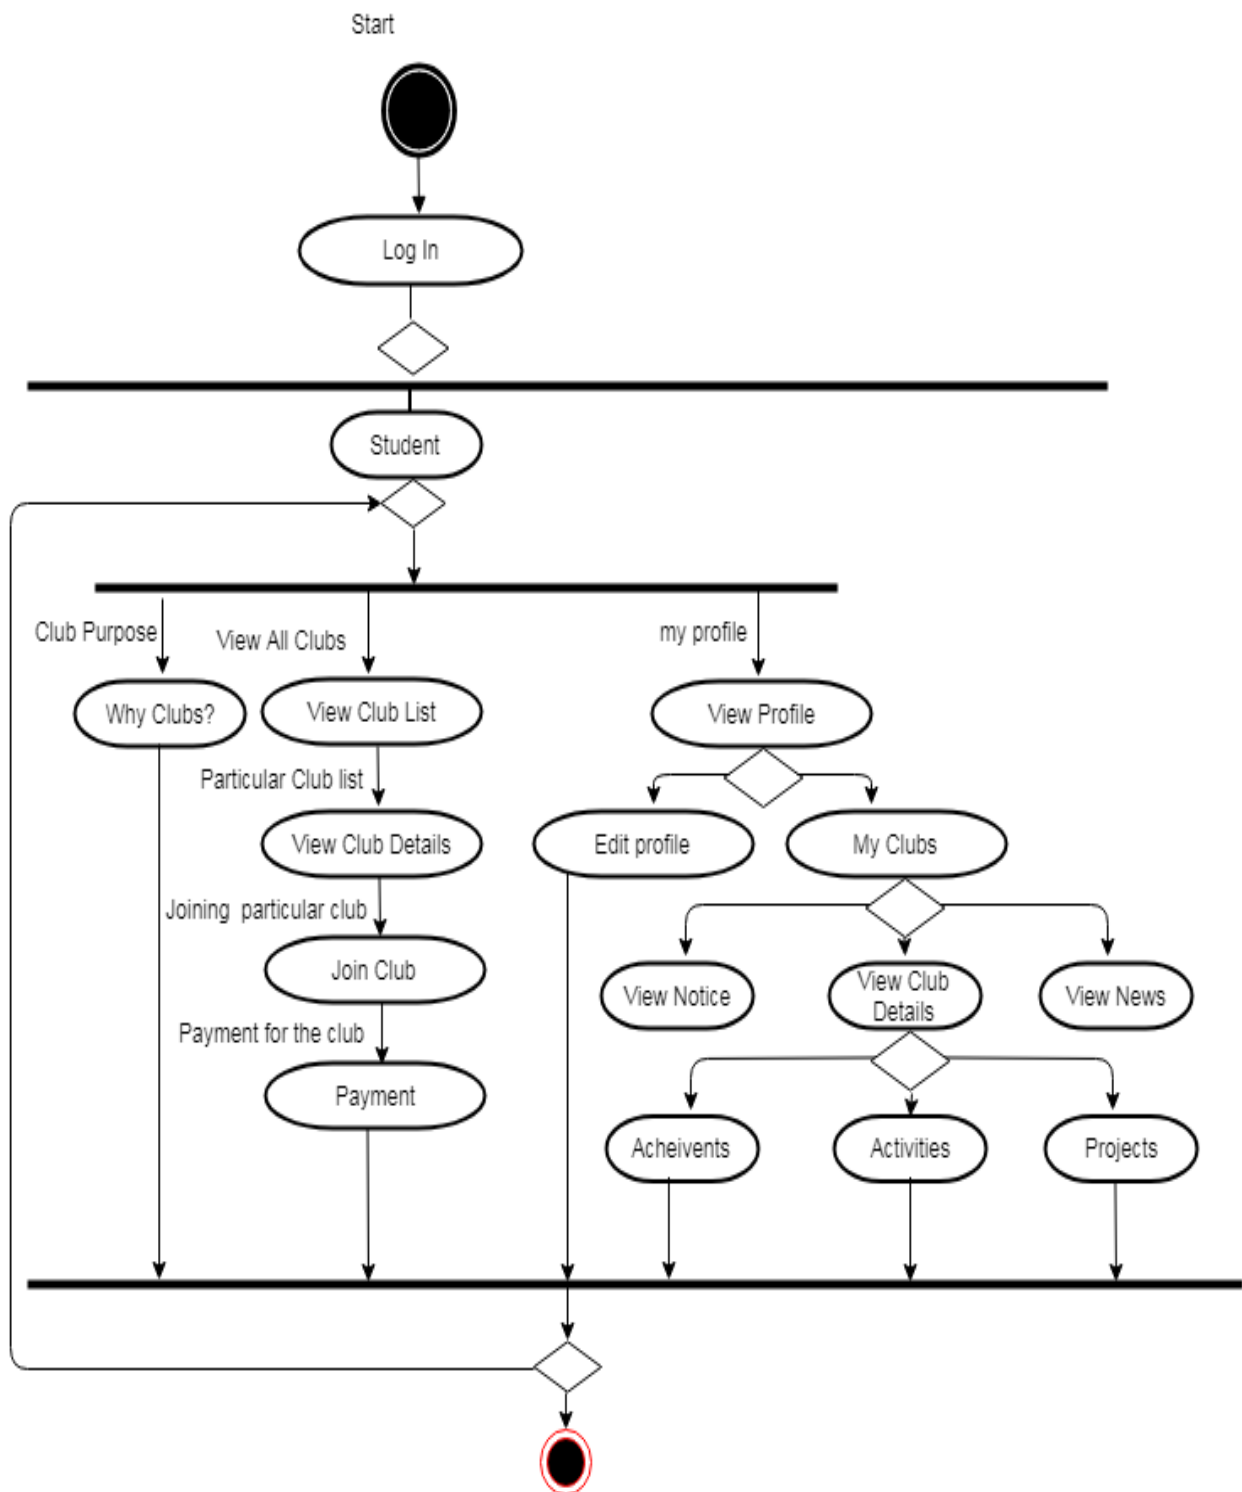 Start
Log In
Student
Club Purpose
View All Clubs
my profile
Why Clubs?
View Club List
View Profile
Particular Club list
View Club Details
Edit profile
My Clubs
Joining particular club
Join Club
View Notice
View Club
Details
View News
Payment for the club
Payment
Acheivents
Activities
Projects